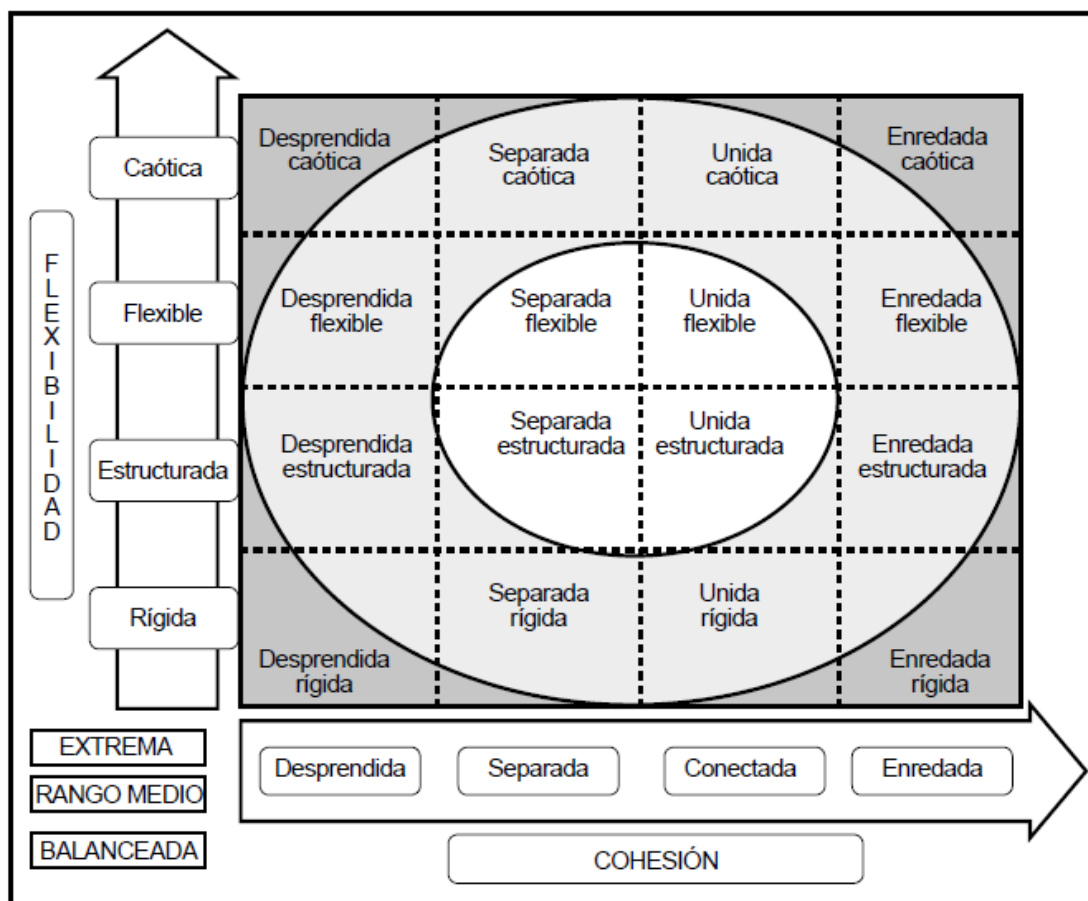 FLEXIBILIDAD
Caótica
Flexible
Estructurada
Rígida
Desprendida
caótica
Separada
caótica
Unida
caótica
Enredada
caótica
Desprendida
flexible
Separada
flexible
Unida
flexible
Enredada
flexible
Desprendida
estructurada
Separada
estructurada
Unida
estructurada
Enredada
estructurada
Desprendida
rígida
Separada
rígida
Unida
rígida
Enredada
rígida
EXTREMA
RANGO MEDIO
BALANCEADA
Desprendida
Separada
Conectada
Enredada
COHESIÓN